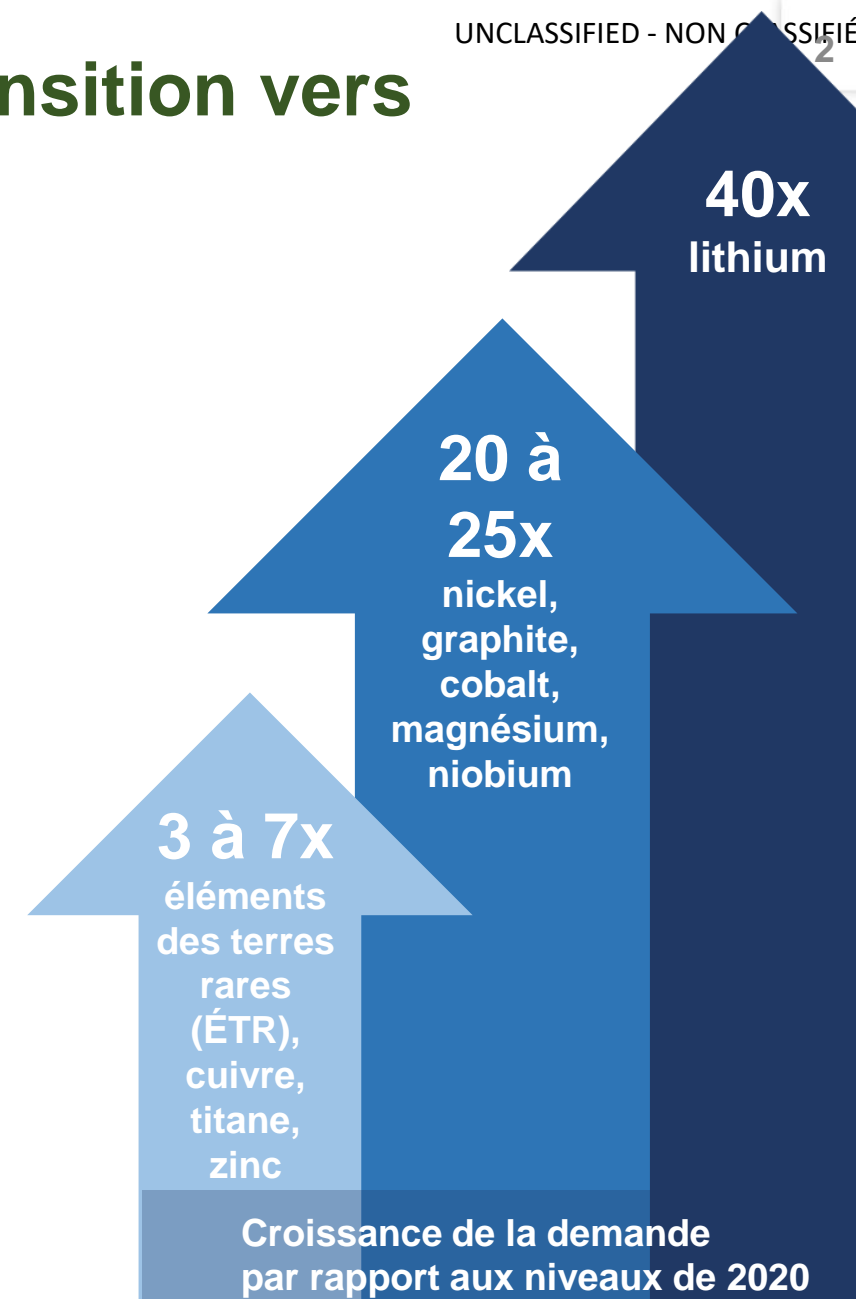 UNCLASSIFIED - NON
2
nsition vers
40x
lithium
20 à
25x
nickel,
graphite,
cobalt,
magnésium,
niobium
3 à 7x
éléments
des terres
rares
(ÉTR),
cuivre,
titane,
zinc
Croissance de la demande
par rapport aux niveaux de 2020